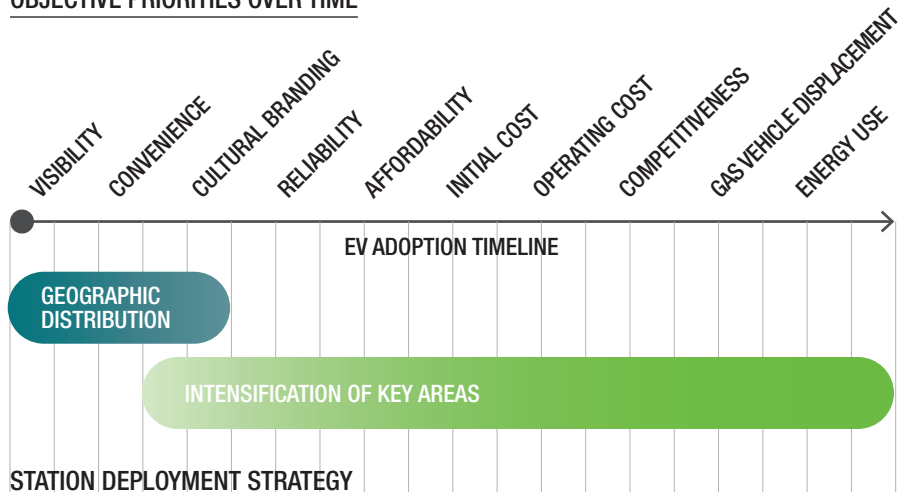 OBJECTIVE PRIORITIES OVER TIME
VISIBILITY
CONVENIENCE
CULTURAL BRANDING
RELIABILITY
AFFORDABILITY
INITIAL COST
OPERATING COST
COMPETITIVENESS
GAS VEHICLE DISPLACEMENT
ENERGY USE
EV ADOPTION TIMELINE
GEOGRAPHIC
DISTRIBUTION
INTENSIFICATION OF KEY AREAS
STATION DEPLOYMENT STRATEGY